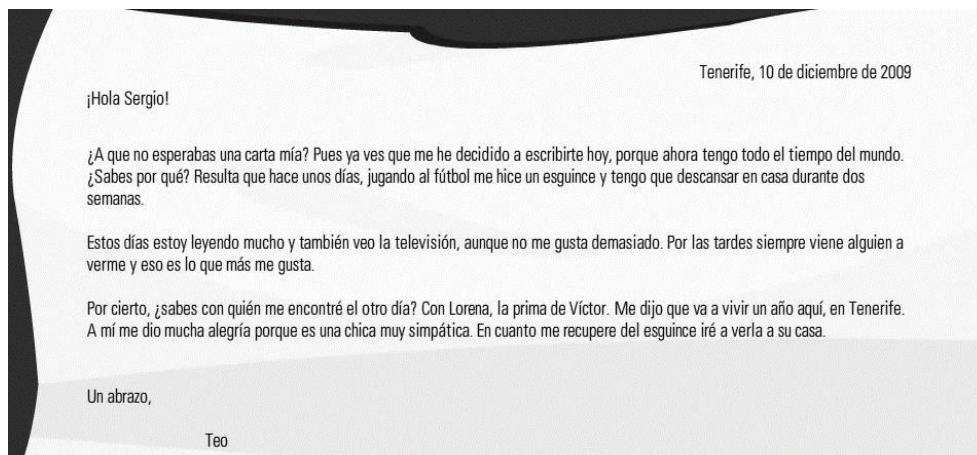 Tenerife, 10 de diciembre de 2009
¡Hola Sergio!
¿A que no esperabas una carta mía? Pues ya ves que me he decidido a escribirte hoy, porque ahora tengo todo el tiempo del mundo.
¿Sabes por qué? Resulta que hace unos días, jugando al fútbol me hice un esguince y tengo que descansar en casa durante dos
semanas.
Estos días estoy leyendo mucho y también veo la televisión, aunque no me gusta demasiado. Por las tardes siempre viene alguien a
verme y eso es lo que más me gusta.
Por cierto, ¿sabes con quién me encontré el otro día? Con Lorena, la prima de Víctor. Me dijo que va a vivir un año aquí, en Tenerife.
A mí me dio mucha alegría porque es una chica muy simpática. En cuanto me recupere del esguince iré a verla a su casa.
Un abrazo,
Teo